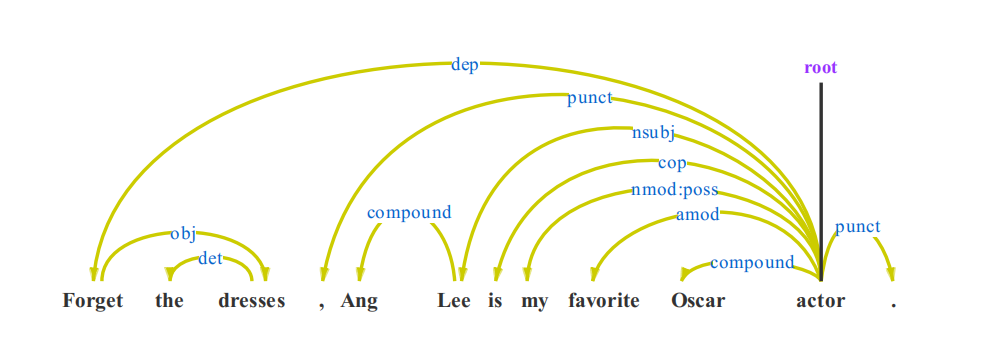 dep
root
punct
nsubj
cop
nmod:poss
amod
compound
punct
obj
det
compound
Forget the dresses , Ang Lee is my favorite Oscar actor .